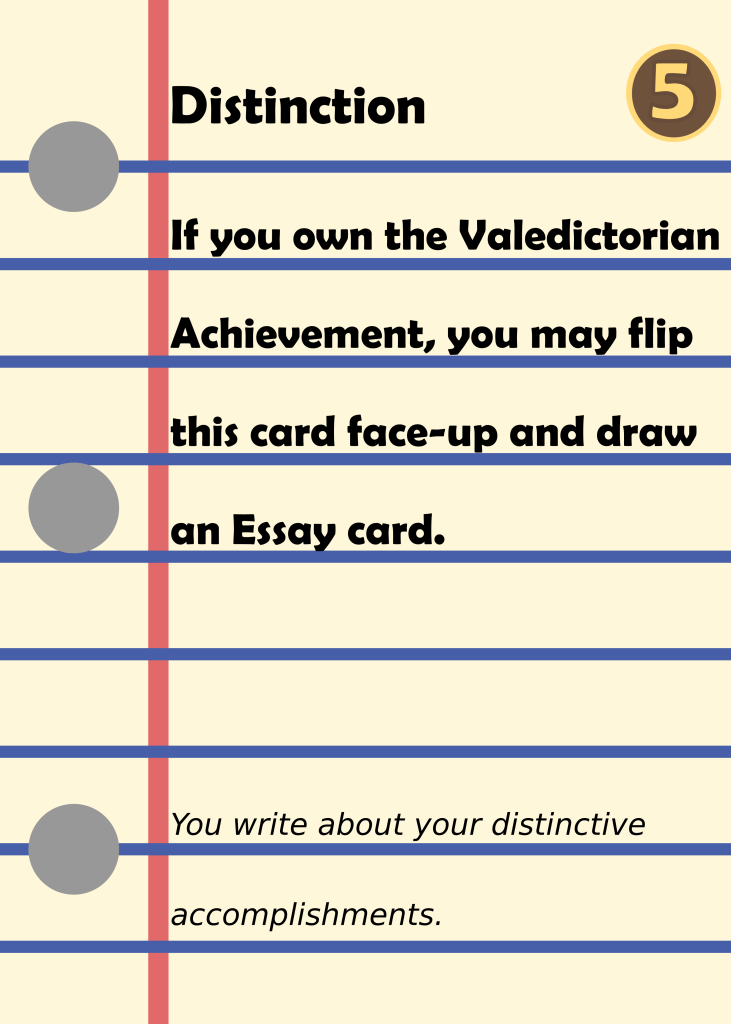 Distinction
5
If you own the Valedictorian
Achievement, you may flip
this card face-up and draw
an Essay card.
You write about your distinctive
accomplishments.